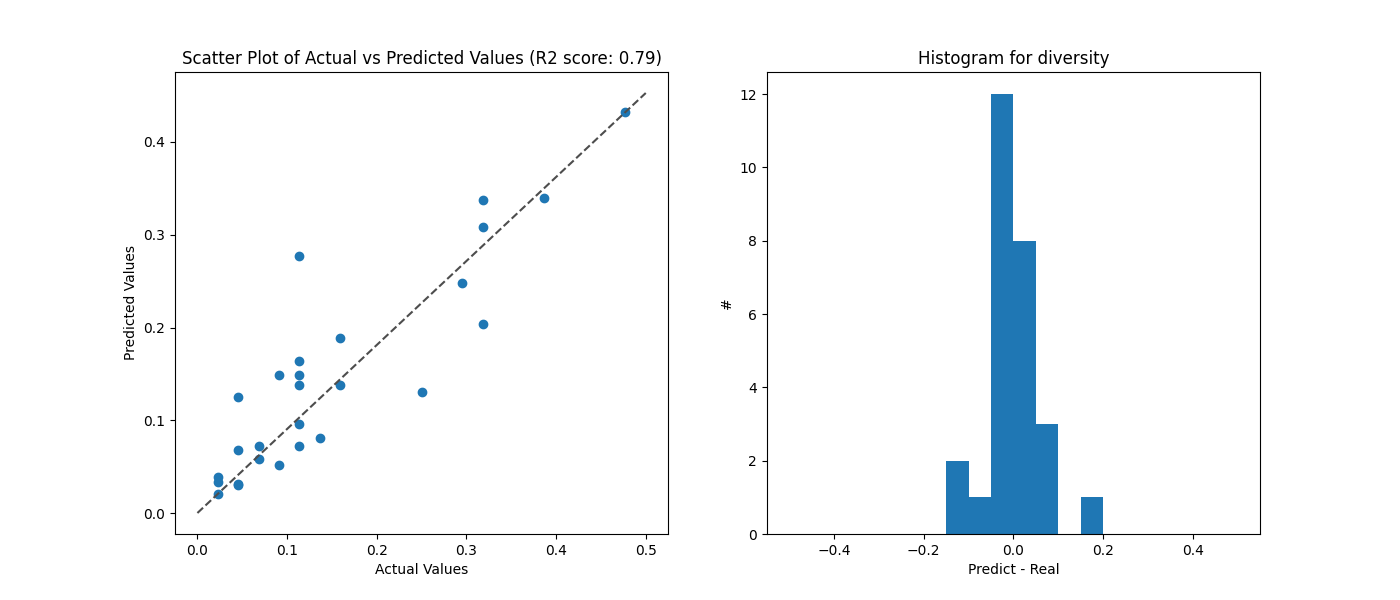 Scatter Plot of Actual vs Predicted Values (R2 score: 0.79)
Predicted Values
0.4
0.3
0.2
0.1
0.0
0.0 0.1 0.2 0.3 0.4 0.5
Actual Values
Histogram for diversity
#
12
10
8
6
4
2
0
−0.4 −0.2 0.0 0.2 0.4
Predict - Real